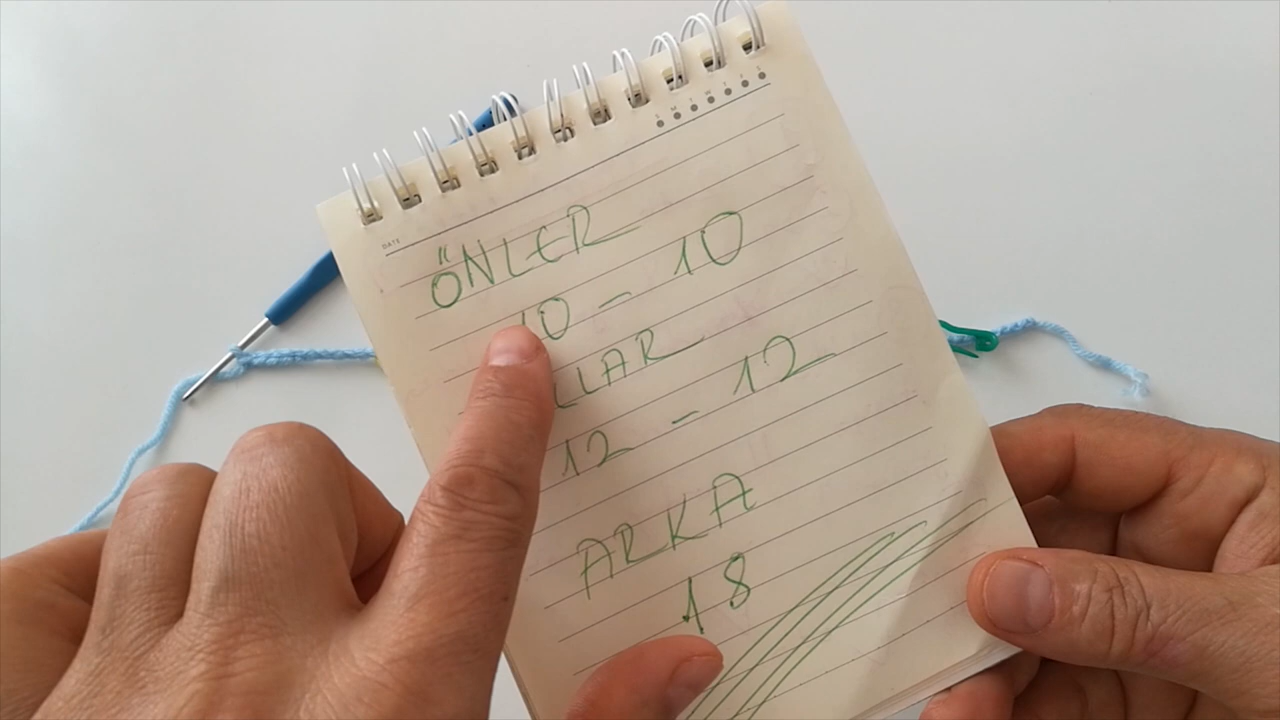 S M T W T F S
DATE
ÖNLER
10 - 10
LLAR
12 - 12
ARKA
18